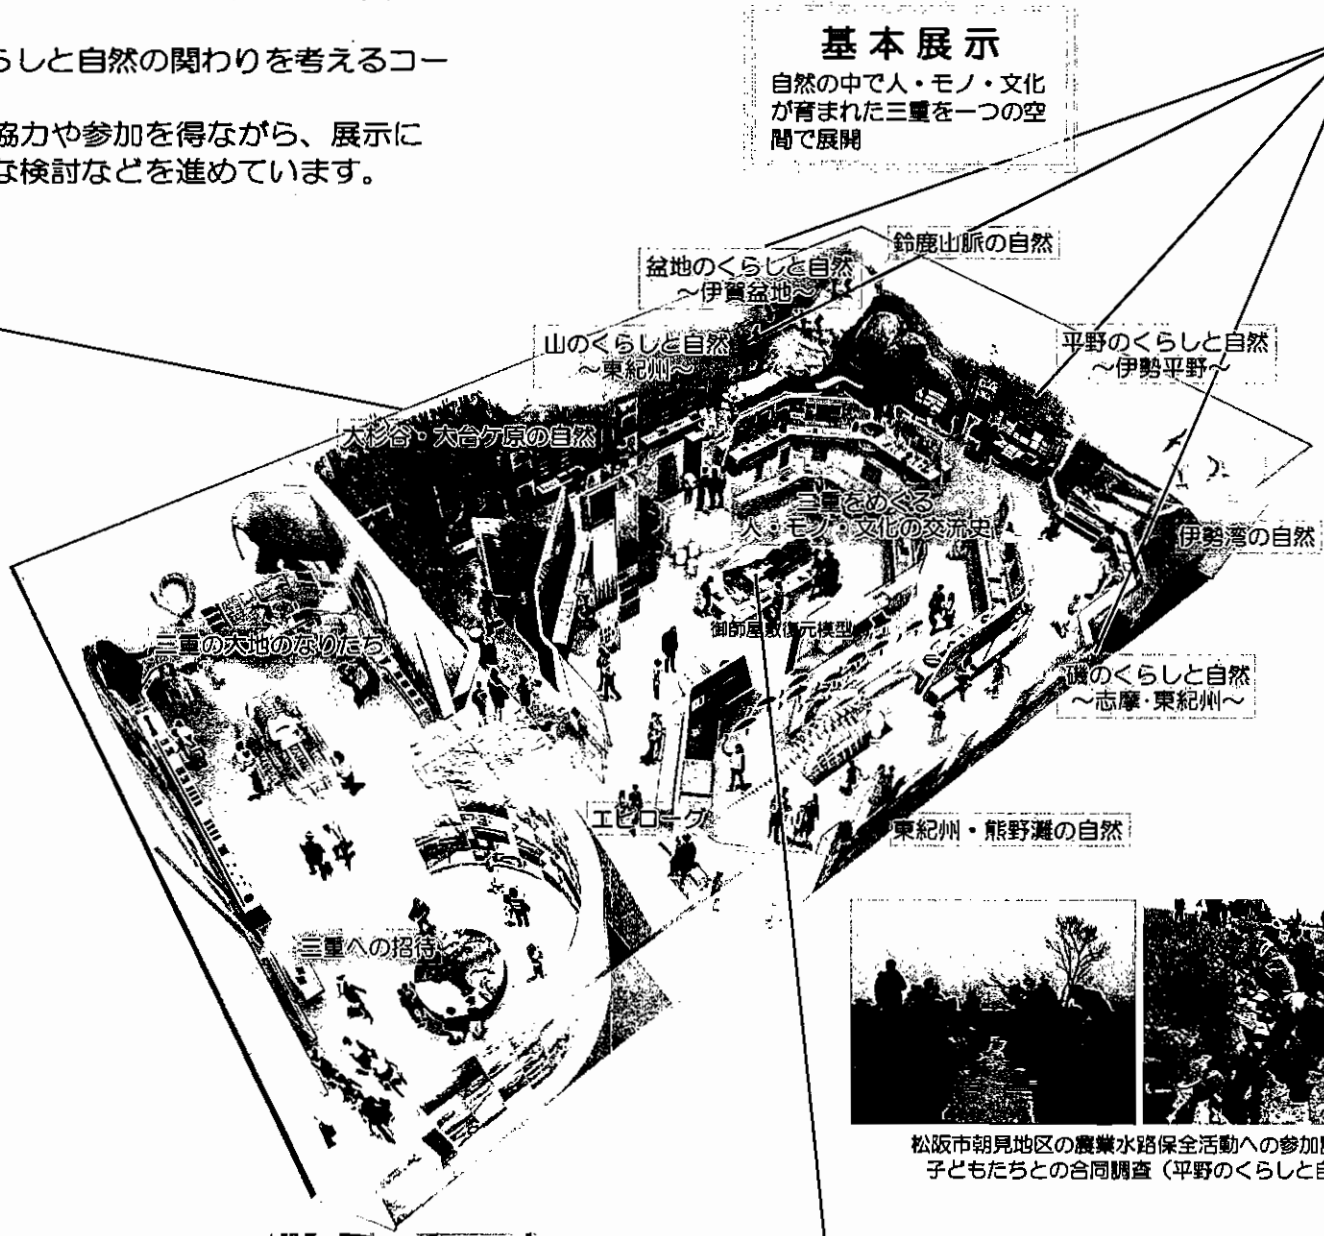 らしと自然の関わりを考えるコー
協力や参加を得ながら、展示に
な検討などを進めています。
基本展示
自然の中で人・モノ・文化
が育まれた三重を一つの空
間で展開
鈴鹿山脈の自然
盆地のくらしと自然
～伊賀盆地～
山のくらしと自然
～東紀州～
平野のくらしと自然
～伊勢平野～
大杉谷・大台ケ原の自然
三重をめぐる
人・モノ・文化の交流史
伊勢湾の自然
御師屋敷復元模型
三重の大地のなりたち
磯のくらしと自然
～志摩・東紀州～
エピローグ
東紀州・熊野灘の自然
三重への招待
松阪市朝見地区の農業水路保全活動への参加
子どもたちとの合同調査（平野のくらしと自